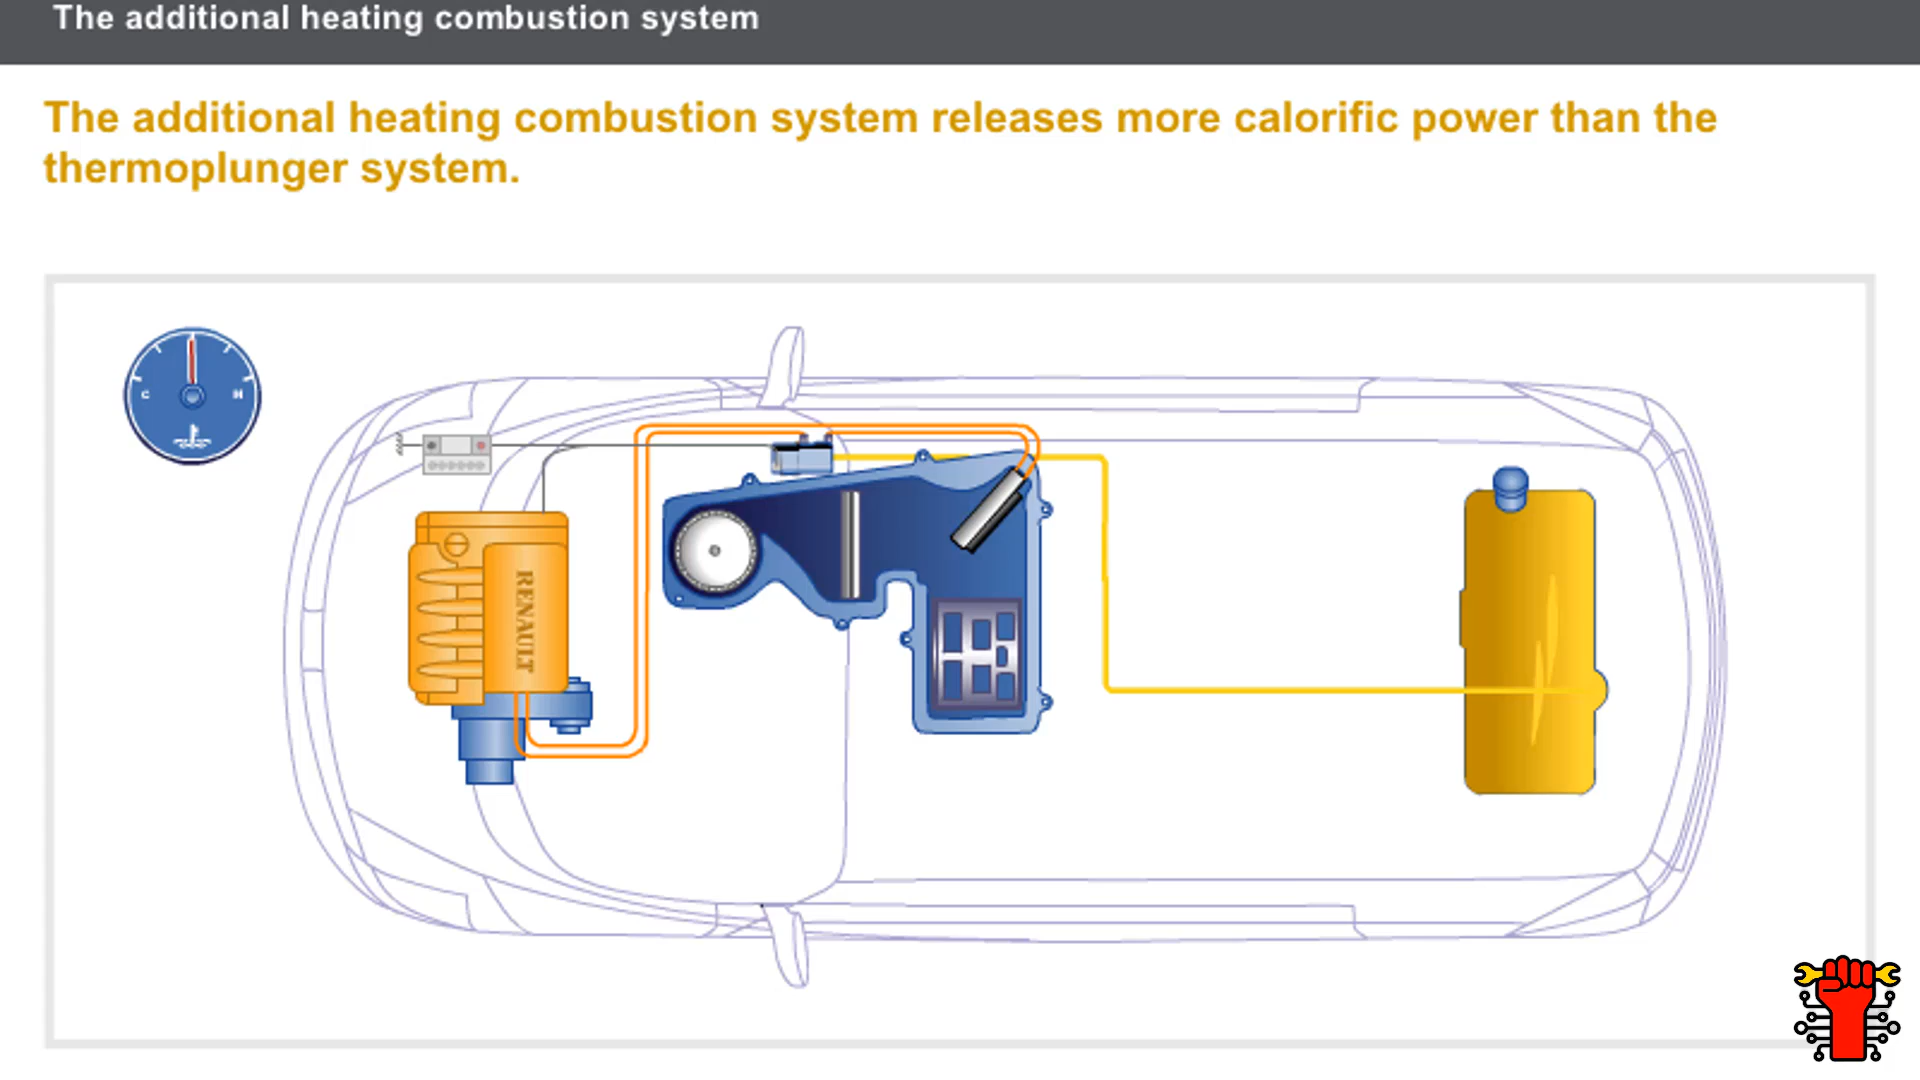 The additional heating combustion system
The additional heating combustion system releases more calorific power than the
thermoplunger system.
C H
RENAULT